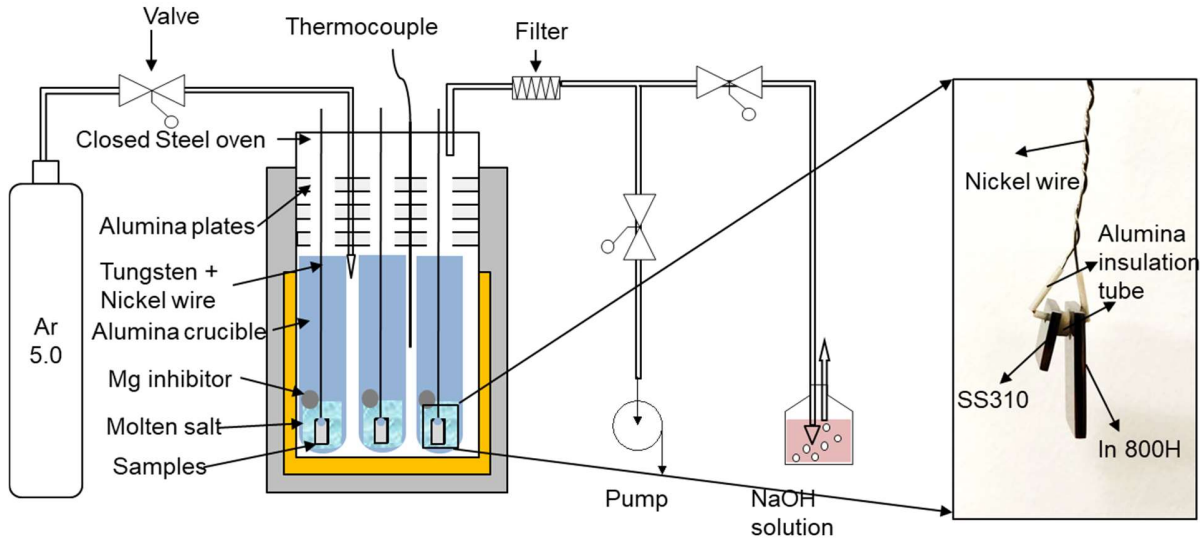 Valve
Thermocouple
Filter
Closed Steel oven
Alumina plates
Tungsten +
Nickel wire
Alumina crucible
Mg inhibitor
Molten salt
Samples
Ar
5.0
Pump
NaOH
solution
Nickel wire
Alumina
insulation
tube
SS310
In 800H